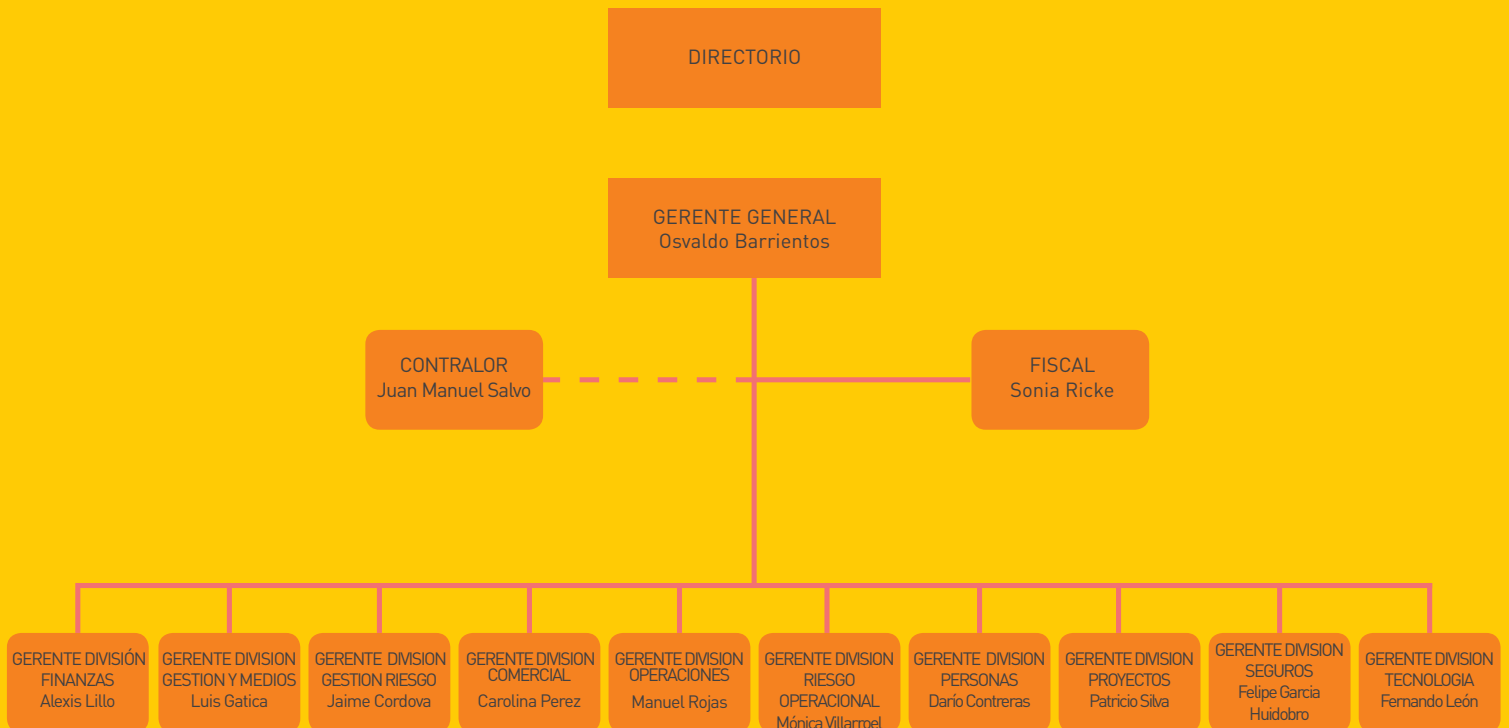 DIRECTORIO
GERENTE GENERAL
Osvaldo Barrientos
CONTRALOR
Juan Manuel Salvo
FISCAL
Sonia Ricke
GERENTE DIVISIÓN
FINANZAS
Alexis Lillo
GERENTE DIVISION
GESTION Y MEDIOS
Luis Gatica
GERENTE DIVISION
GESTION RIESGO
Jaime Cordova
GERENTE DIVISION
COMERCIAL
Carolina Perez
GERENTE DIVISION
OPERACIONES
Manuel Rojas
GERENTE DIVISION
RIESGO
OPERACIONAL
Mónica Villarroel
GERENTE DIVISION
PERSONAS
Darío Contreras
GERENTE DIVISION
PROYECTOS
Patricio Silva
GERENTE DIVISION
SEGUROS
Felipe Garcia
Huidobro
GERENTE DIVISION
TECNOLOGIA
Fernando León